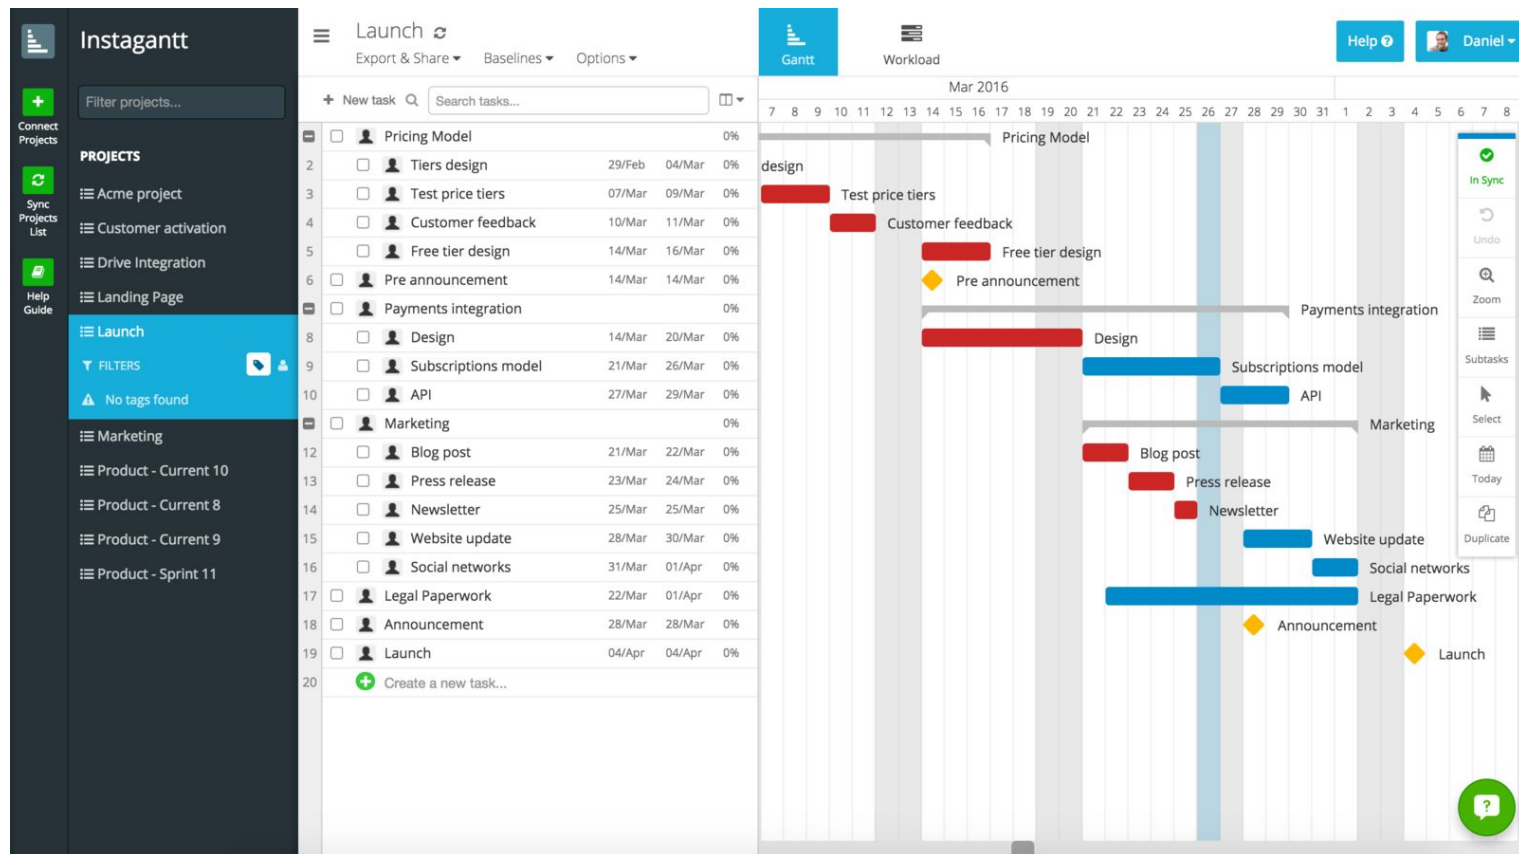 Instagantt
Connect
Projects
Sync
Projects
List
Help
Guide
Filter projects...
PROJECTS
Acme project
Customer activation
Drive Integration
Landing Page
Launch
FILTERS
No tags found
Marketing
Product - Current 10
Product - Current 8
Product - Current 9
Product - Sprint 11
Launch
Export & Share Baselines Options
Gantt
Workload
Help
Daniel
+ New task Search tasks...
Mar 2016
7 8 9 10 11 12 13 14 15 16 17 18 19 20 21 22 23 24 25 26 27 28 29 30 31 1 2 3 4 5 6 7 8
Pricing Model 0%
2 Tiers design 29/Feb 04/Mar 0%
3 Test price tiers 07/Mar 09/Mar 0%
4 Customer feedback 10/Mar 11/Mar 0%
5 Free tier design 14/Mar 16/Mar 0%
6 Pre announcement 14/Mar 14/Mar 0%
Payments integration 0%
8 Design 14/Mar 20/Mar 0%
9 Subscriptions model 21/Mar 26/Mar 0%
10 API 27/Mar 29/Mar 0%
Marketing 0%
12 Blog post 21/Mar 22/Mar 0%
13 Press release 23/Mar 24/Mar 0%
14 Newsletter 25/Mar 25/Mar 0%
15 Website update 28/Mar 30/Mar 0%
16 Social networks 31/Mar 01/Apr 0%
17 Legal Paperwork 22/Mar 01/Apr 0%
18 Announcement 28/Mar 28/Mar 0%
19 Launch 04/Apr 04/Apr 0%
20 Create a new task...
Pricing Model
design
Test price tiers
Customer feedback
Free tier design
Pre announcement
Payments integration
Design
Subscriptions model
API
Marketing
Blog post
Press release
Newsletter
Website update
Social networks
Legal Paperwork
Announcement
Launch
In Sync
Undo
Zoom
Subtasks
Select
Today
Duplicate
?